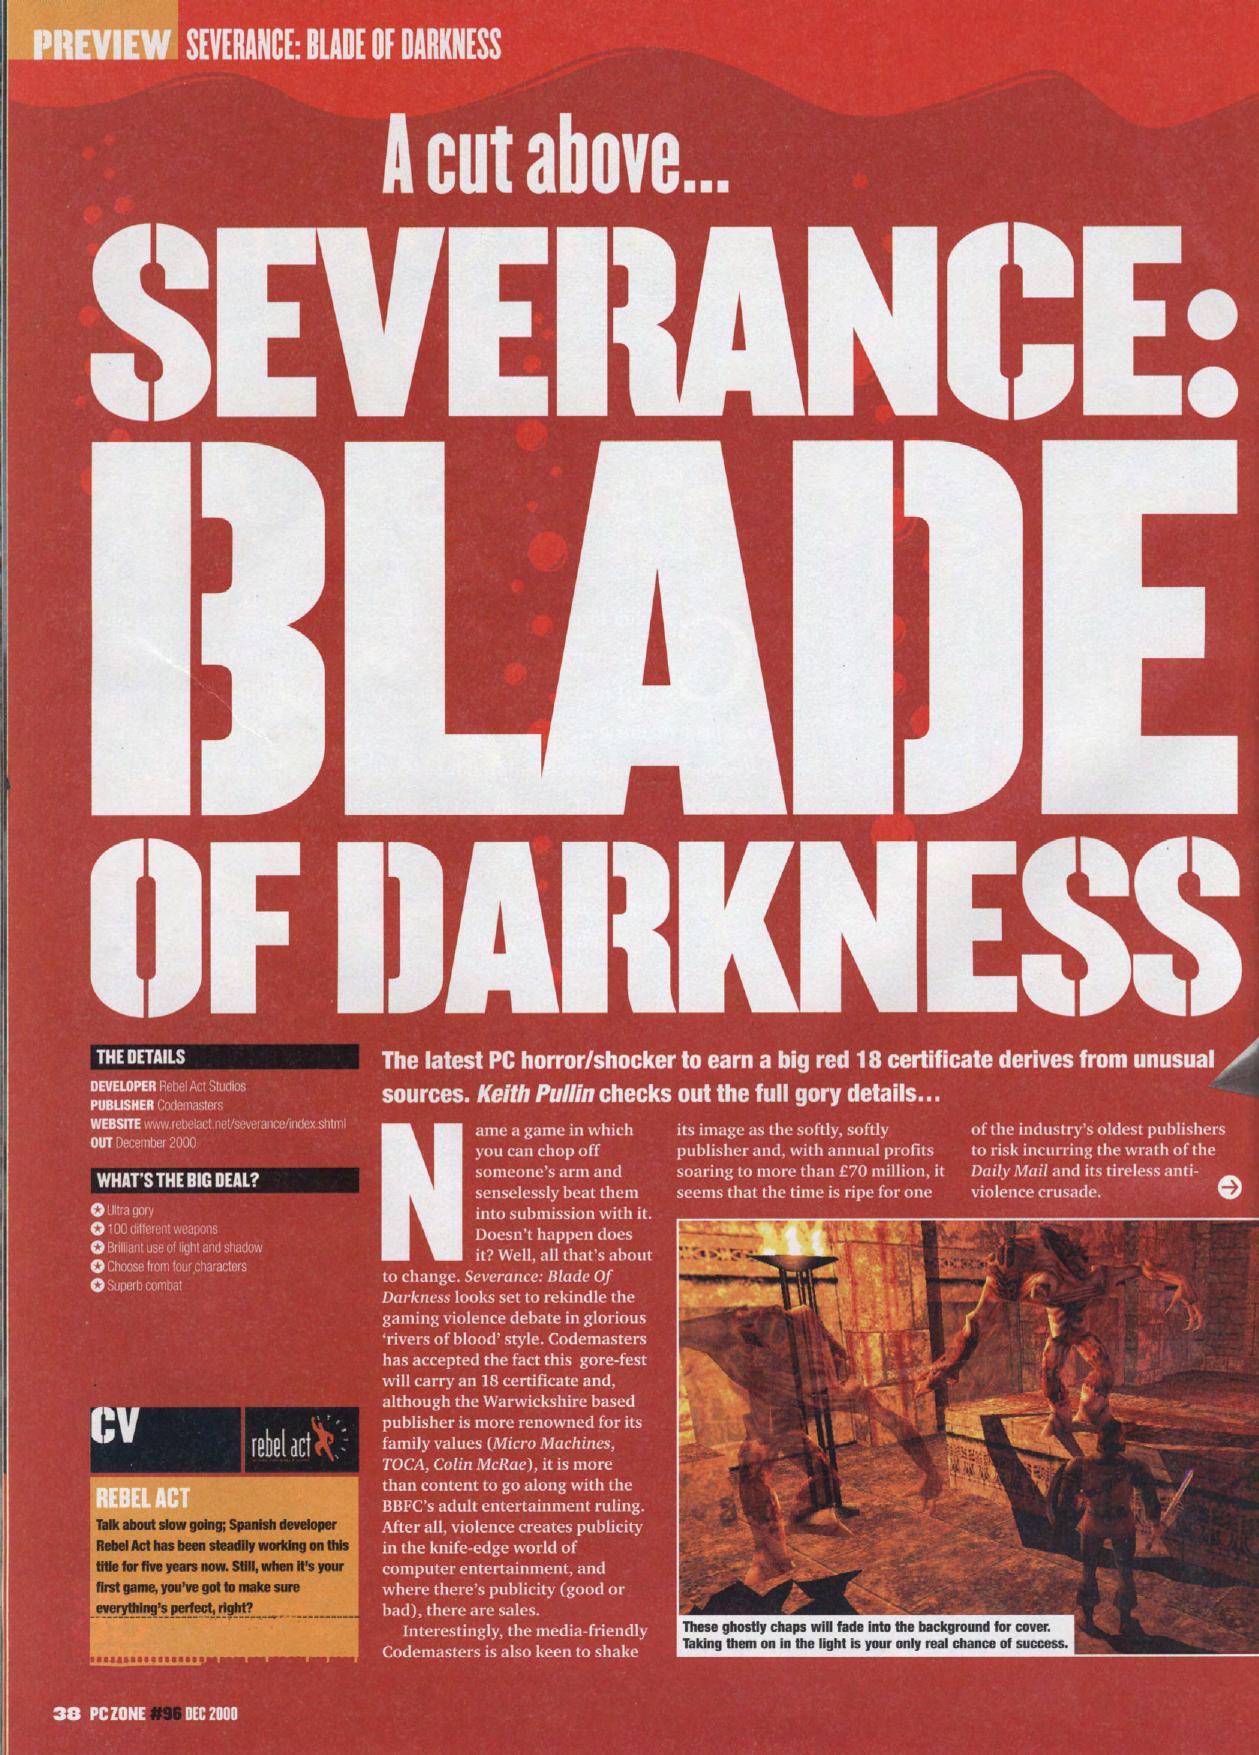 PREVIEW SEVERANCE: BLADE OF DARKNESS
A cut above...
SEVERANCE:
BLADE
OF DARKNESS
THE DETAILS
DEVELOPER Rebel Act Studios
PUBLISHER Codemasters
WEBSITE www.rebelact.net/severance/index.shtml
OUT December 2000
WHAT'S THE BIG DEAL?
Ultra gory
100 different weapons
Brilliant use of light and shadow
Choose from four characters
Superb combat
CV
rebel act
REBEL ACT
Talk about slow going; Spanish developer
Rebel Act has been steadily working on this
title for five years now. Still, when it's your
first game, you've got to make sure
everything's perfect, right?
The latest PC horror/shocker to earn a big red 18 certificate derives from unusual
sources. Keith Pullin checks out the full gory details...
Name a game in which
you can chop off
someone's arm and
senselessly beat them
into submission with it.
Doesn't happen does
it? Well, all that's about
to change. Severance: Blade Of
Darkness looks set to rekindle the
gaming violence debate in glorious
'rivers of blood' style. Codemasters
has accepted the fact this gore-fest
will carry an 18 certificate and,
although the Warwickshire based
publisher is more renowned for its
family values (Micro Machines,
TOCA, Colin McRae), it is more
than content to go along with the
BBFC's adult entertainment ruling.
After all, violence creates publicity
in the knife-edge world of
computer entertainment, and
where there's publicity (good or
bad), there are sales.
Interestingly, the media-friendly
Codemasters is also keen to shake
its image as the softly, softly
publisher and, with annual profits
soaring to more than £70 million, it
seems that the time is ripe for one
of the industry's oldest publishers
to risk incurring the wrath of the
Daily Mail and its tireless anti-
violence crusade.
These ghostly chaps will fade into the background for cover.
Taking them on in the light is your only real chance of success.
38 PC ZONE #96 DEC 2000